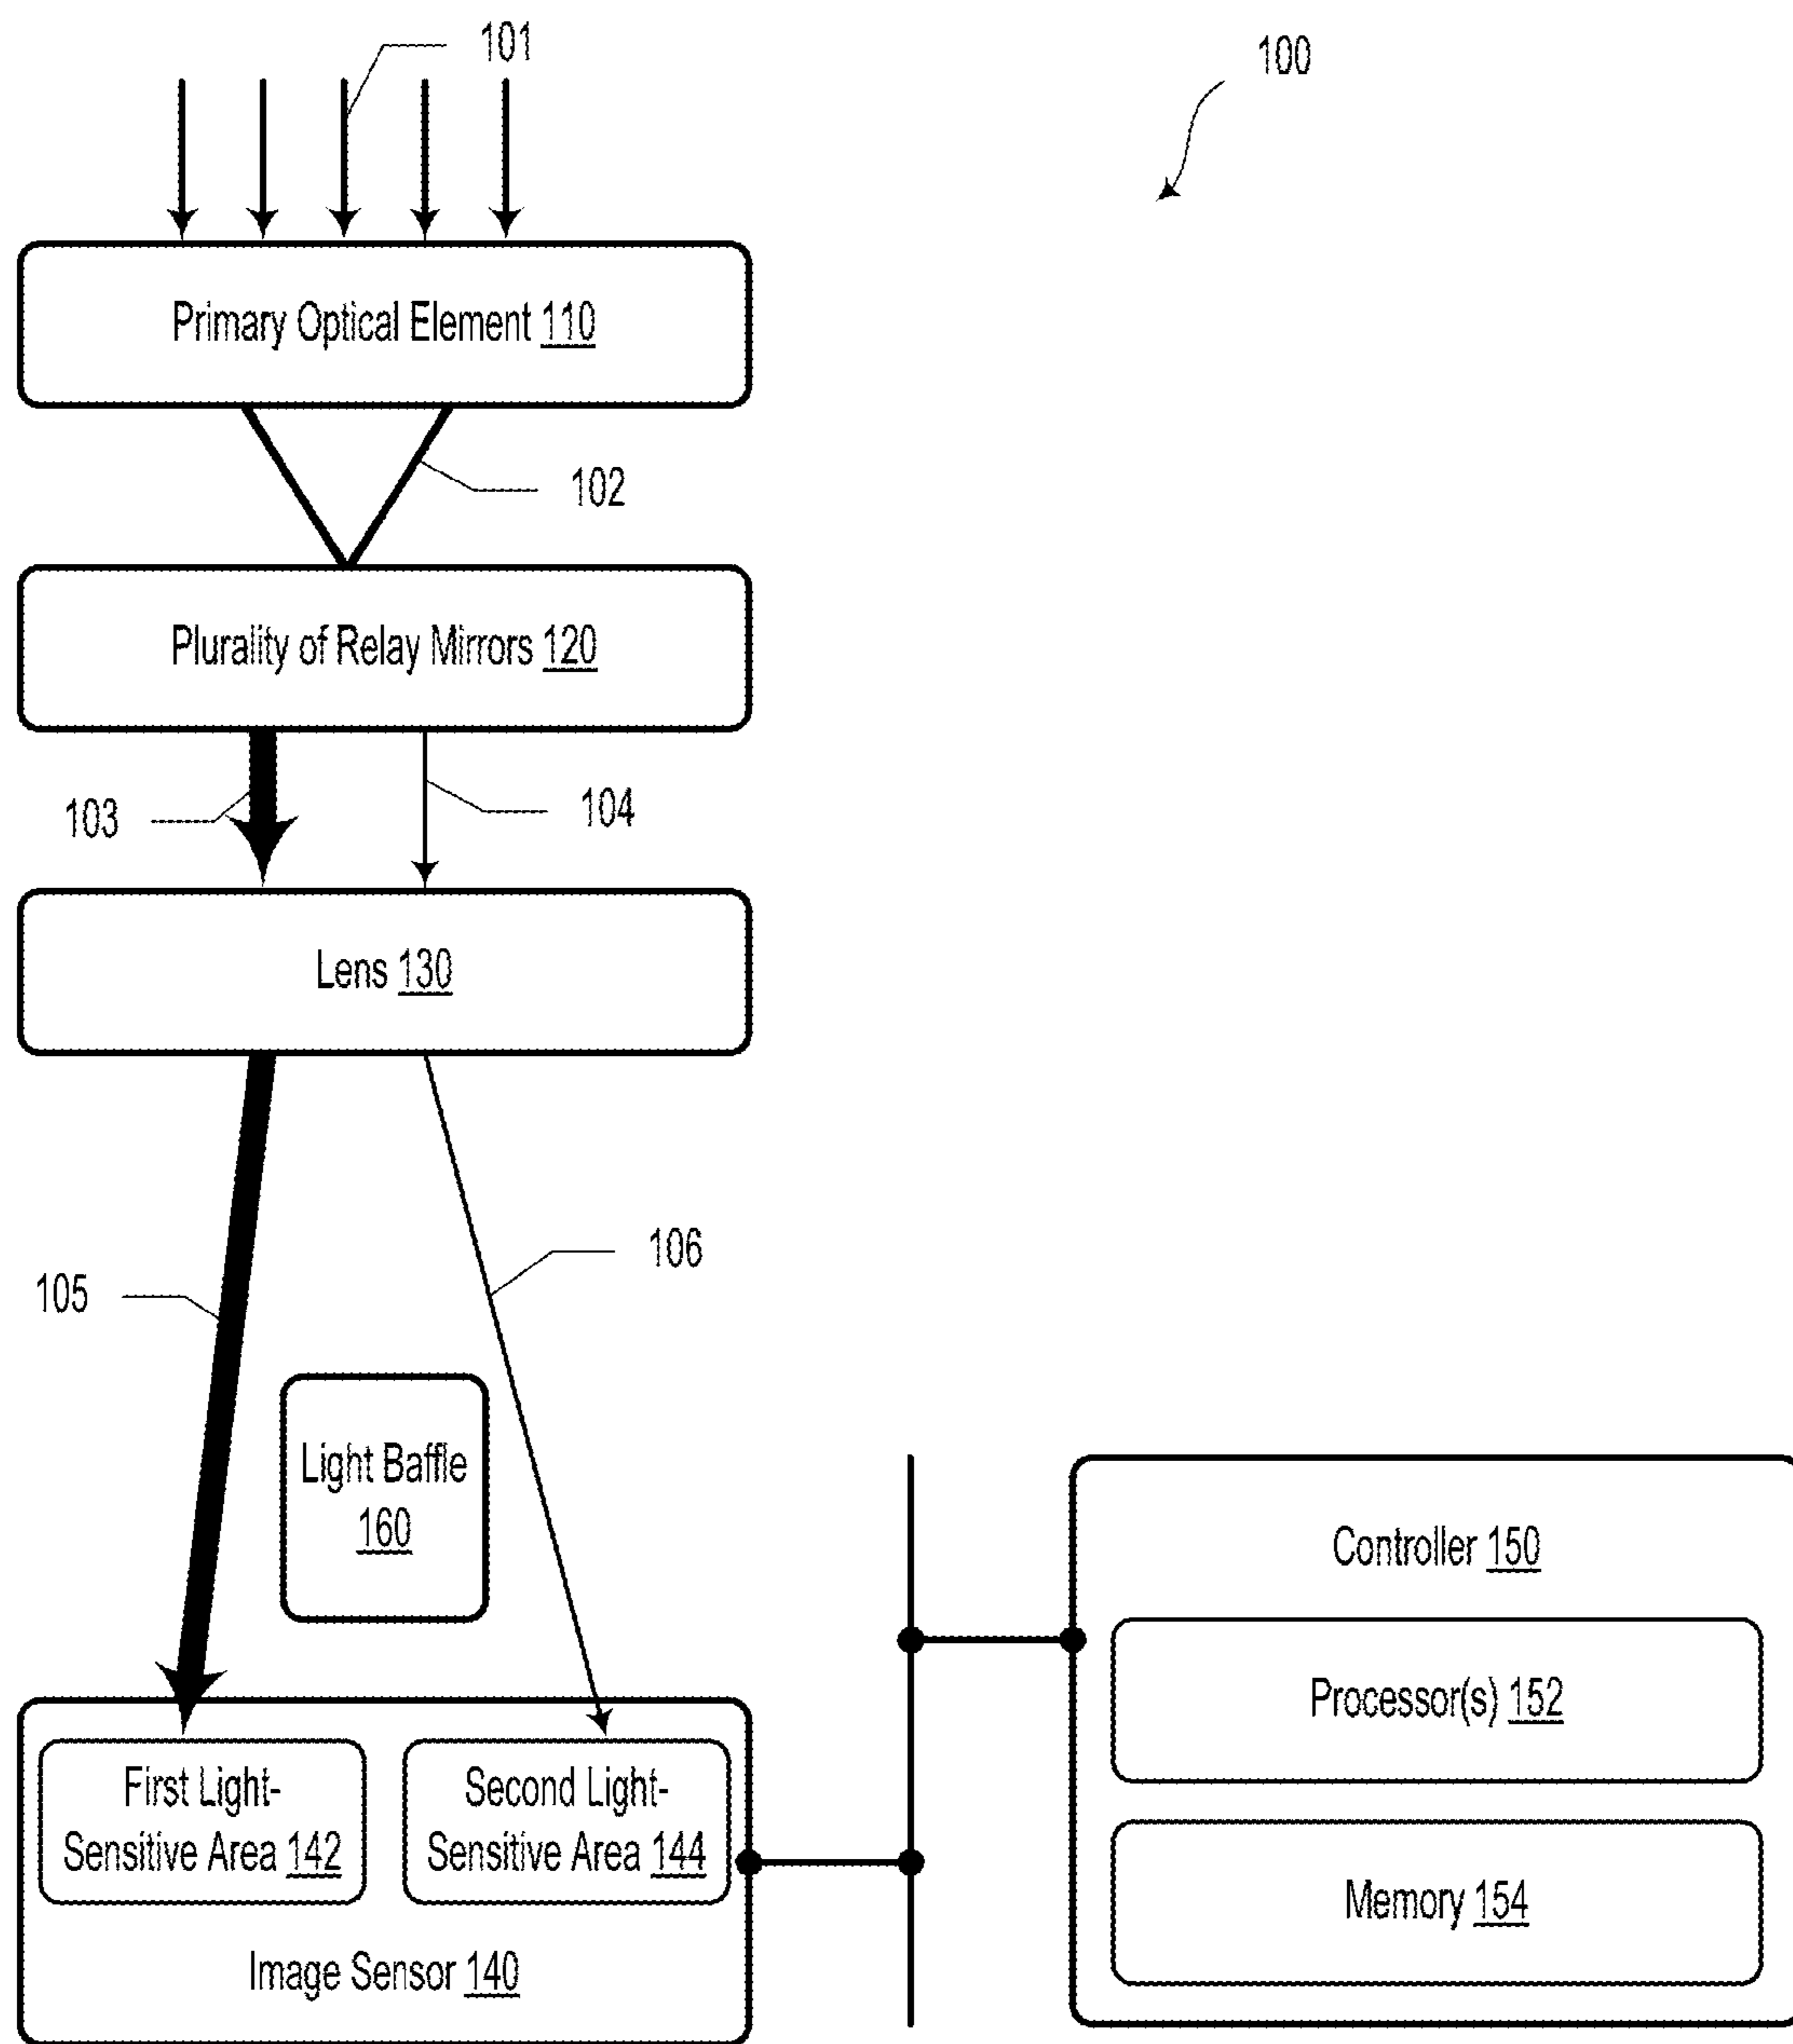 101
100
Primary Optical Element 110
102
Plurality of Relay Mirrors 120
103
104
Lens 130
105
106
Light Baffle
160
Controller 150
Processor(s) 152
Memory 154
First Light-
Sensitive Area 142
Second Light-
Sensitive Area 144
Image Sensor 140